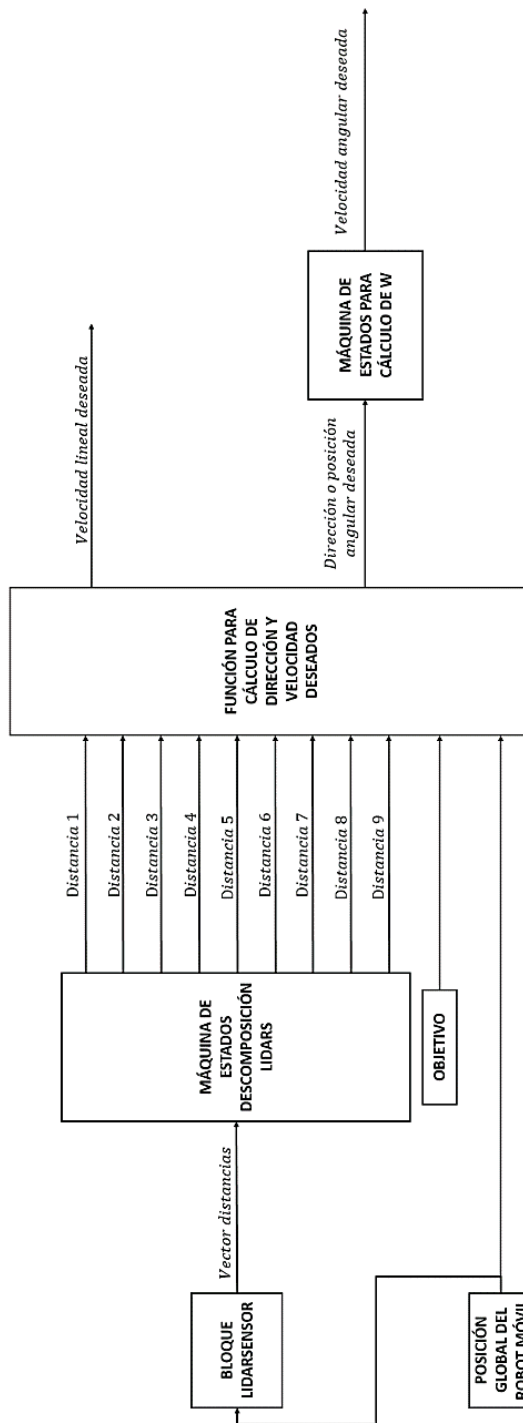 BLOQUE
LIDARSENSOR
Vector distancias
MÁQUINA DE
ESTADOS
DESCOMPOSICIÓN
LIDARS
Distancia 1
Distancia 2
Distancia 3
Distancia 4
Distancia 5
Distancia 6
Distancia 7
Distancia 8
Distancia 9
OBJETIVO
POSICIÓN
GLOBAL DEL
ROBOT MÓVIL
FUNCIÓN PARA
CÁLCULO DE
DIRECCIÓN Y
VELOCIDAD
DESEADOS
Velocidad lineal deseada
Dirección o posición
angular deseada
MÁQUINA DE
ESTADOS PARA
CÁLCULO DE W
Velocidad angular deseada